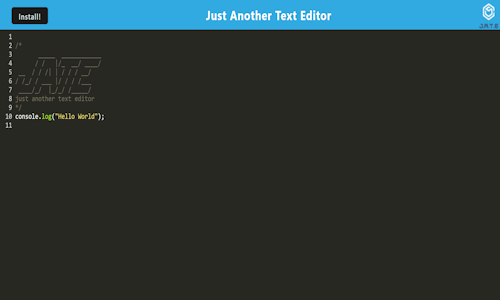 Install!
Just Another Text Editor
JATE
1
2 /*
3
4
5
6
7
8 just another text editor
9 */
10 console.log("Hello World");
11